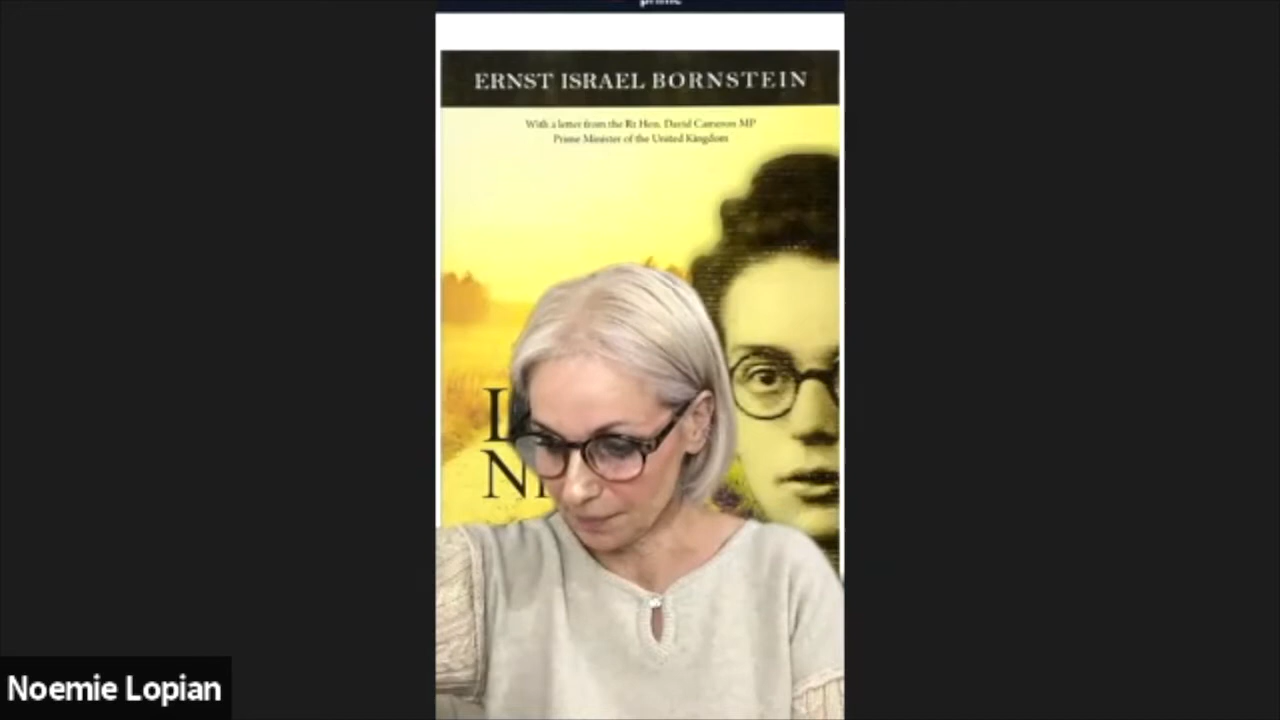 prime
ERNST ISRAEL BORNSTEIN
With a letter from the Rt Hon. David Cameron MP
Prime Minister of the United Kingdom
Noemie Lopian